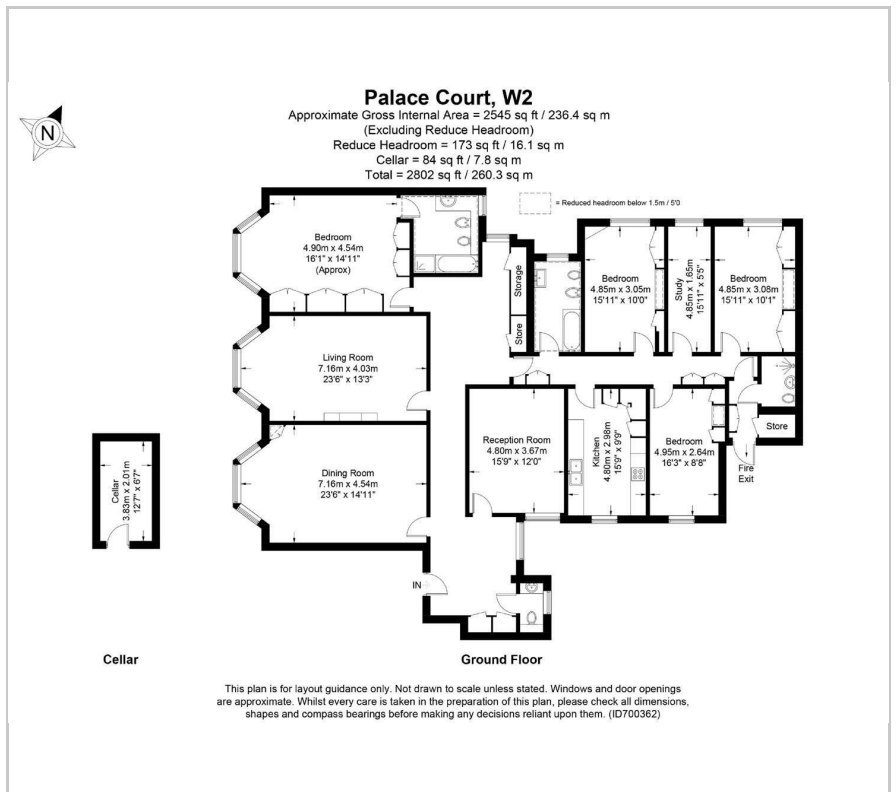 Palace Court, W2
Approximate Gross Internal Area = 2545 sq ft / 236.4 sq m
(Excluding Reduce Headroom)
Reduce Headroom = 173 sq ft / 16.1 sq m
Cellar = 84 sq ft / 7.8 sq m
Total = 2802 sq ft / 260.3 sq m
N
= Reduced headroom below 1.5m / 5'0
Bedroom
4.90m x 4.54m
16'1" x 14'11"
(Approx)
Storage
Store
Bedroom
4.85m x 3.05m
15'11" x 10'0"
Study
4.85m x 1.65m
15'11" x 5'5"
Bedroom
4.85m x 3.08m
15'11" x 10'1"
Living Room
7.16m x 4.03m
23'6" x 13'3"
Dining Room
7.16m x 4.54m
23'6" x 14'11"
Reception Room
4.80m x 3.67m
15'9" x 12'0"
Kitchen
4.80m x 2.98m
15'9" x 9'9"
Bedroom
4.95m x 2.64m
16'3" x 8'8"
Store
Fire
Exit
Cellar
3.83m x 2.01m
12'7" x 6'7"
IN
Cellar
Ground Floor
This plan is for layout guidance only. Not drawn to scale unless stated. Windows and door openings
are approximate. Whilst every care is taken in the preparation of this plan, please check all dimensions,
shapes and compass bearings before making any decisions reliant upon them. (ID700362)